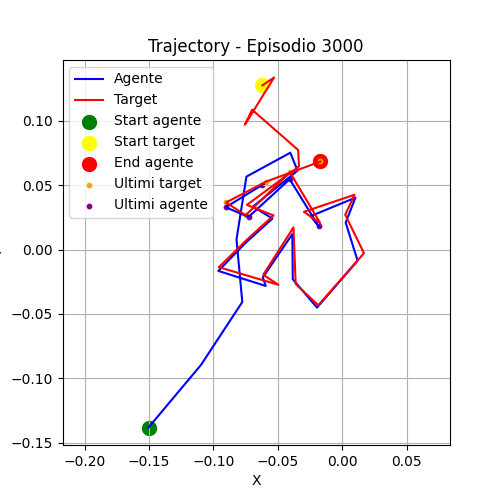 Trajectory - Episodio 3000
Agente
Target
Start agente
Start target
End agente
Ultimi target
Ultimi agente
0.10
0.05
0.00
−0.05
−0.10
−0.15
−0.20
−0.15
−0.10
−0.05
0.00
0.05
X